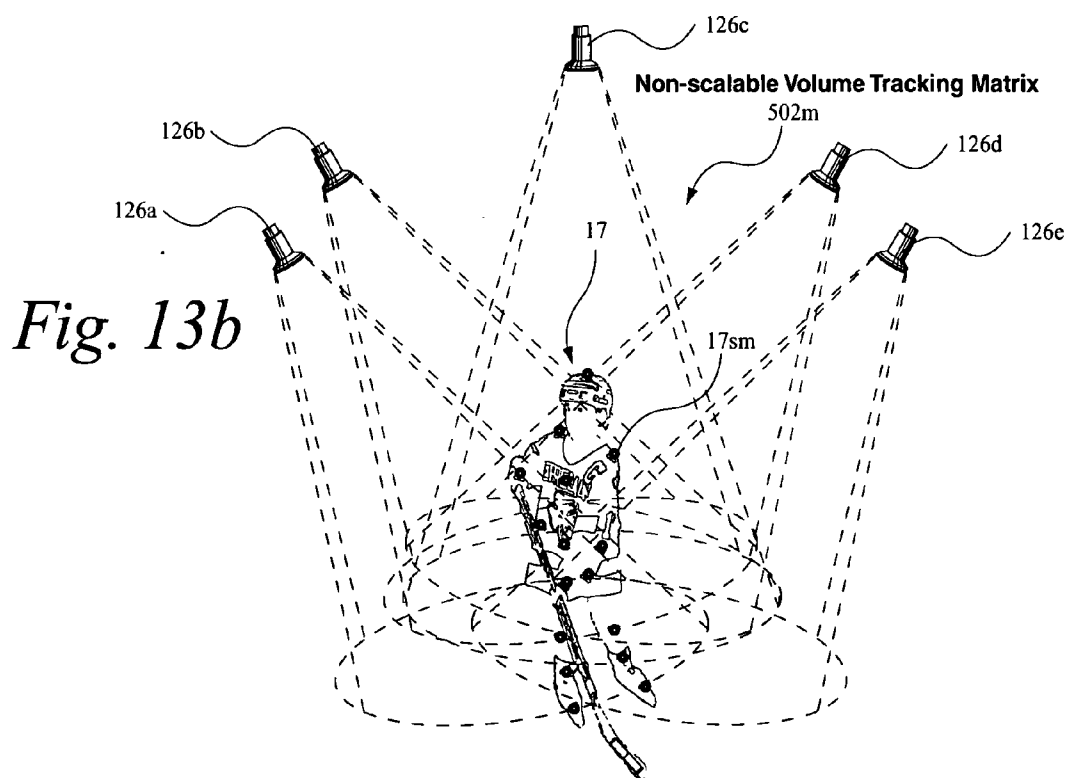 126c
Non-scalable Volume Tracking Matrix
502m
126b
126d
126a
17
126e
Fig. 13b
17sm